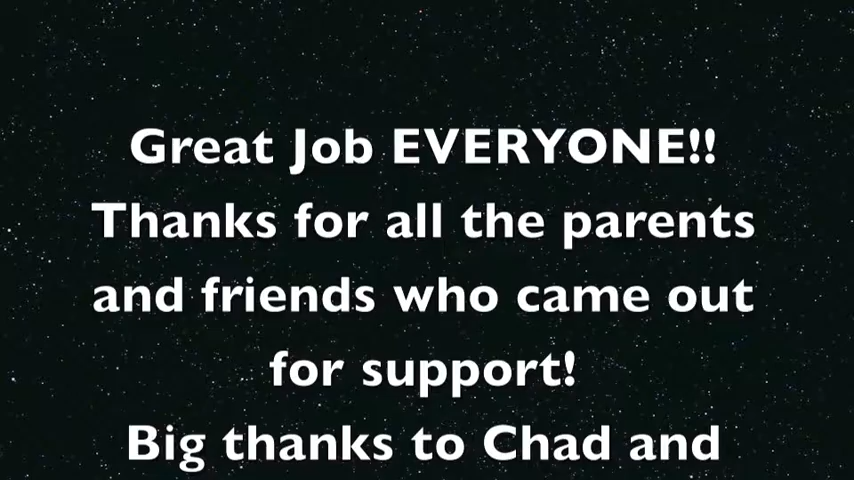 Great Job EVERYONE!!
Thanks for all the parents
and friends who came out
for support!
Big thanks to Chad and